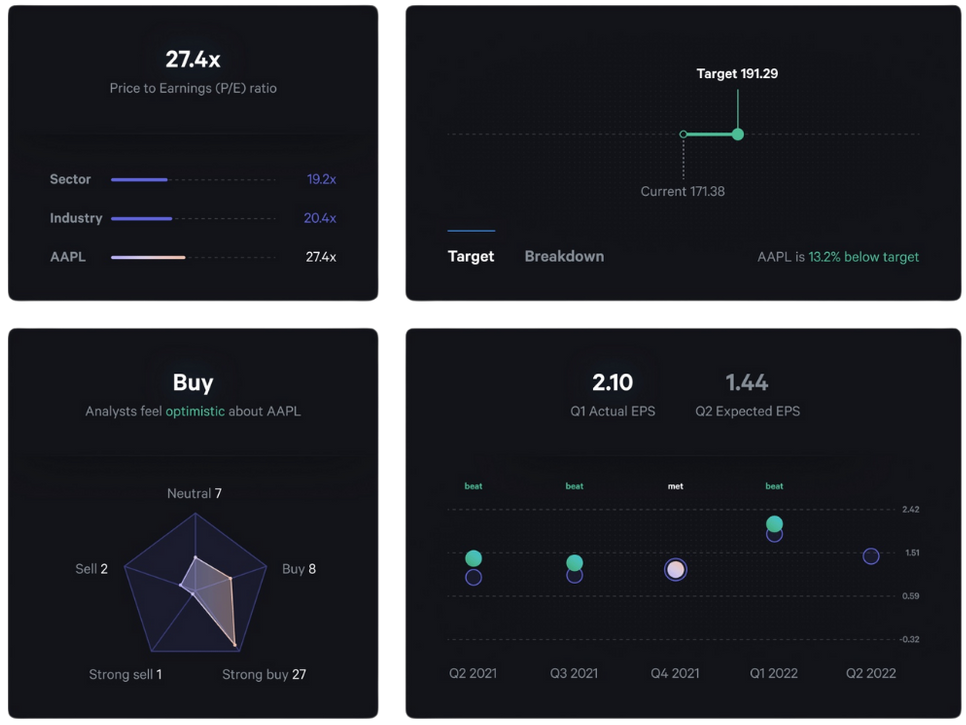 27.4x
Price to Earnings (P/E) ratio
Sector 19.2x
Industry 20.4x
AAPL 27.4x
Target 191.29
Current 171.38
Target Breakdown AAPL is 13.2% below target
Buy
Analysts feel optimistic about AAPL
Neutral 7
Sell 2 Buy 8
Strong sell 1 Strong buy 27
2.10 1.44
Q1 Actual EPS Q2 Expected EPS
beat beat met beat
2.42
1.51
0.59
-0.32
Q2 2021 Q3 2021 Q4 2021 Q1 2022 Q2 2022